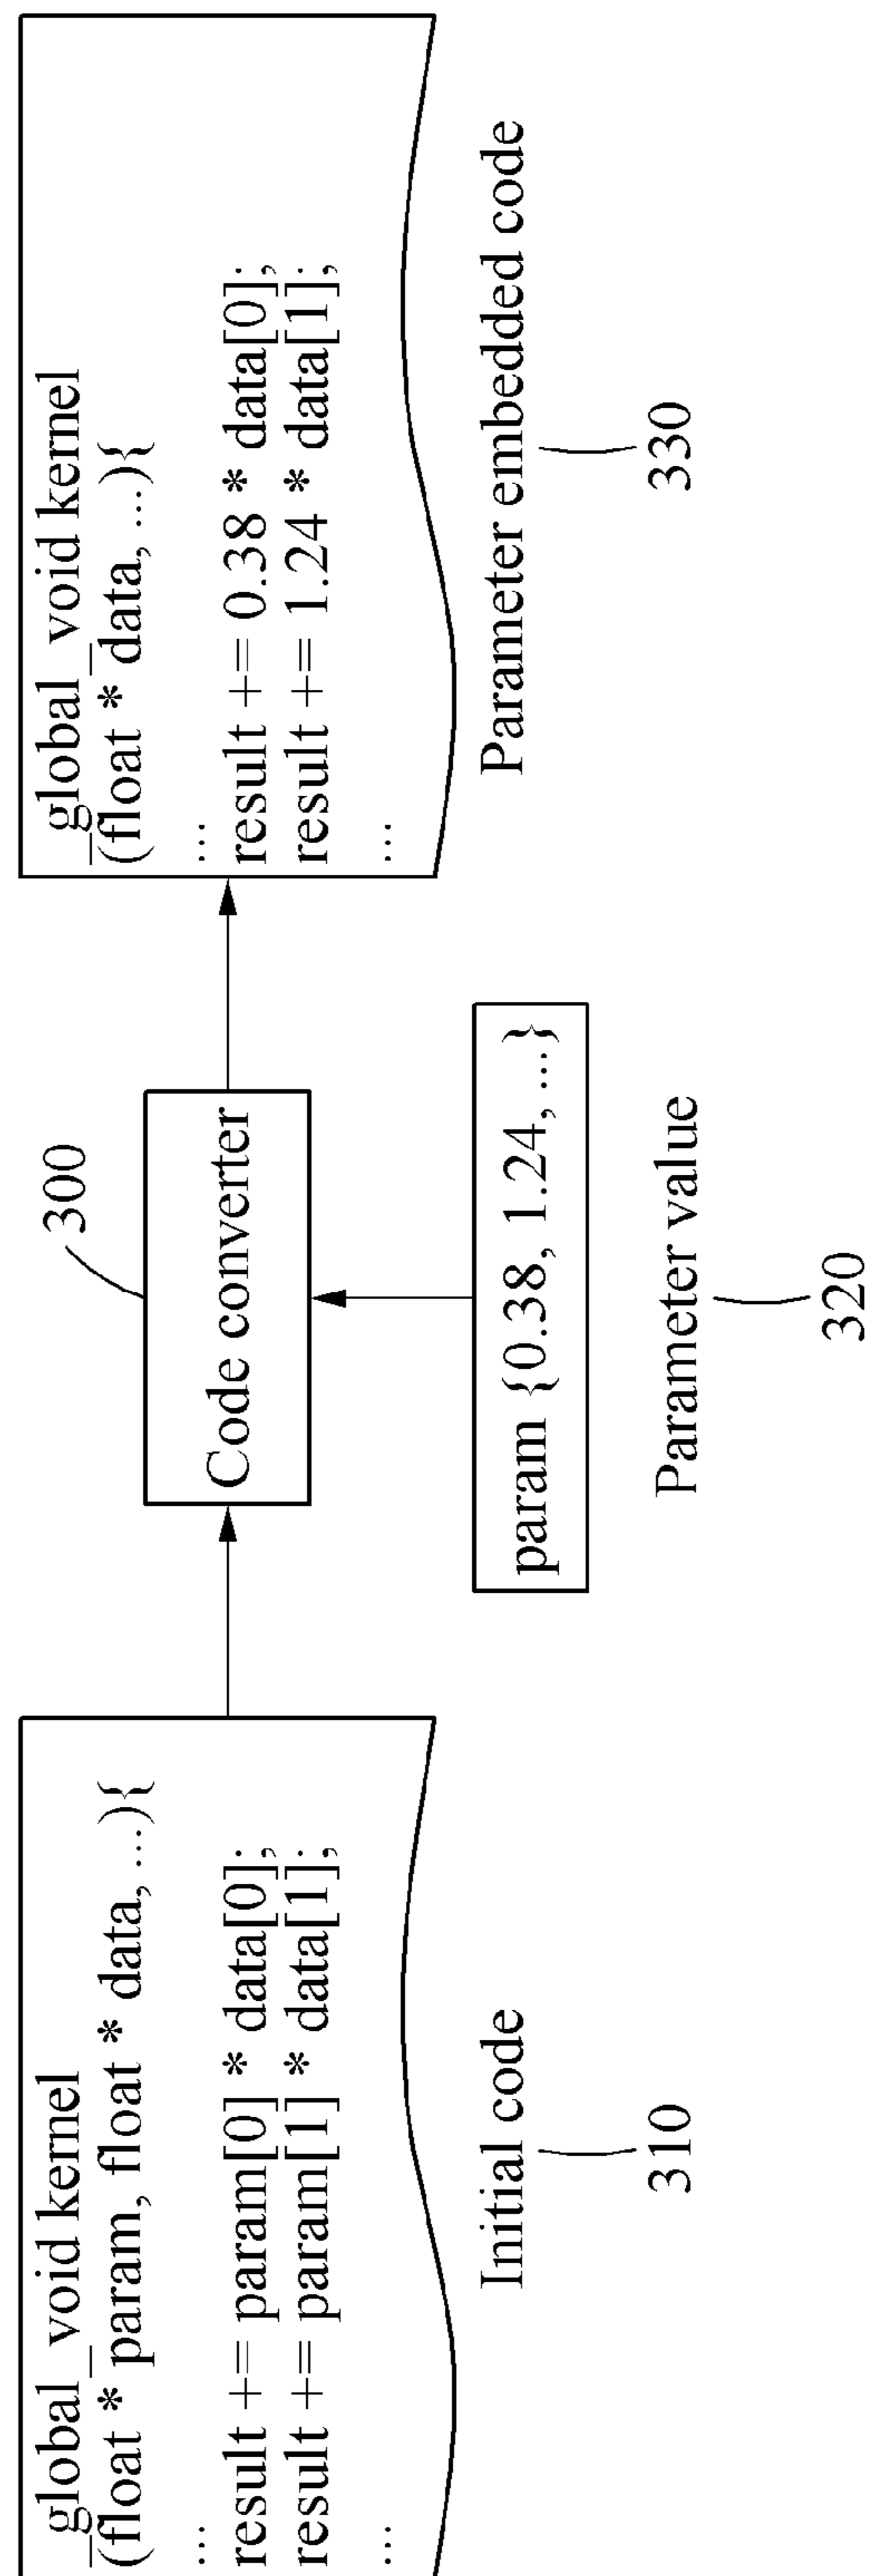 __global__void kernel
(float * param, float * data, ...){
...
result += param[0] * data[0];
result += param[1] * data[1];
...
Initial code
310
300
Code converter
param {0.38, 1.24, ...}
Parameter value
320
__global__void kernel
(float * data, ...){
...
result += 0.38 * data[0];
result += 1.24 * data[1];
...
Parameter embedded code
330